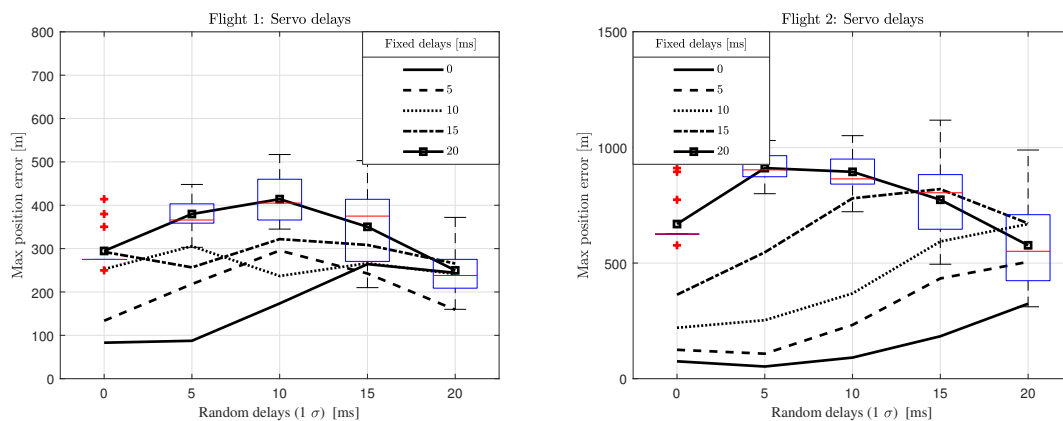 Flight 1: Servo delays
800
700
600
500
400
300
200
100
0
Max position error [m]
Fixed delays [ms]
0
5
10
15
20
0 5 10 15 20
Random delays (1 σ) [ms]
Flight 2: Servo delays
1500
1000
500
0
Max position error [m]
Fixed delays [ms]
0
5
10
15
20
0 5 10 15 20
Random delays (1 σ) [ms]